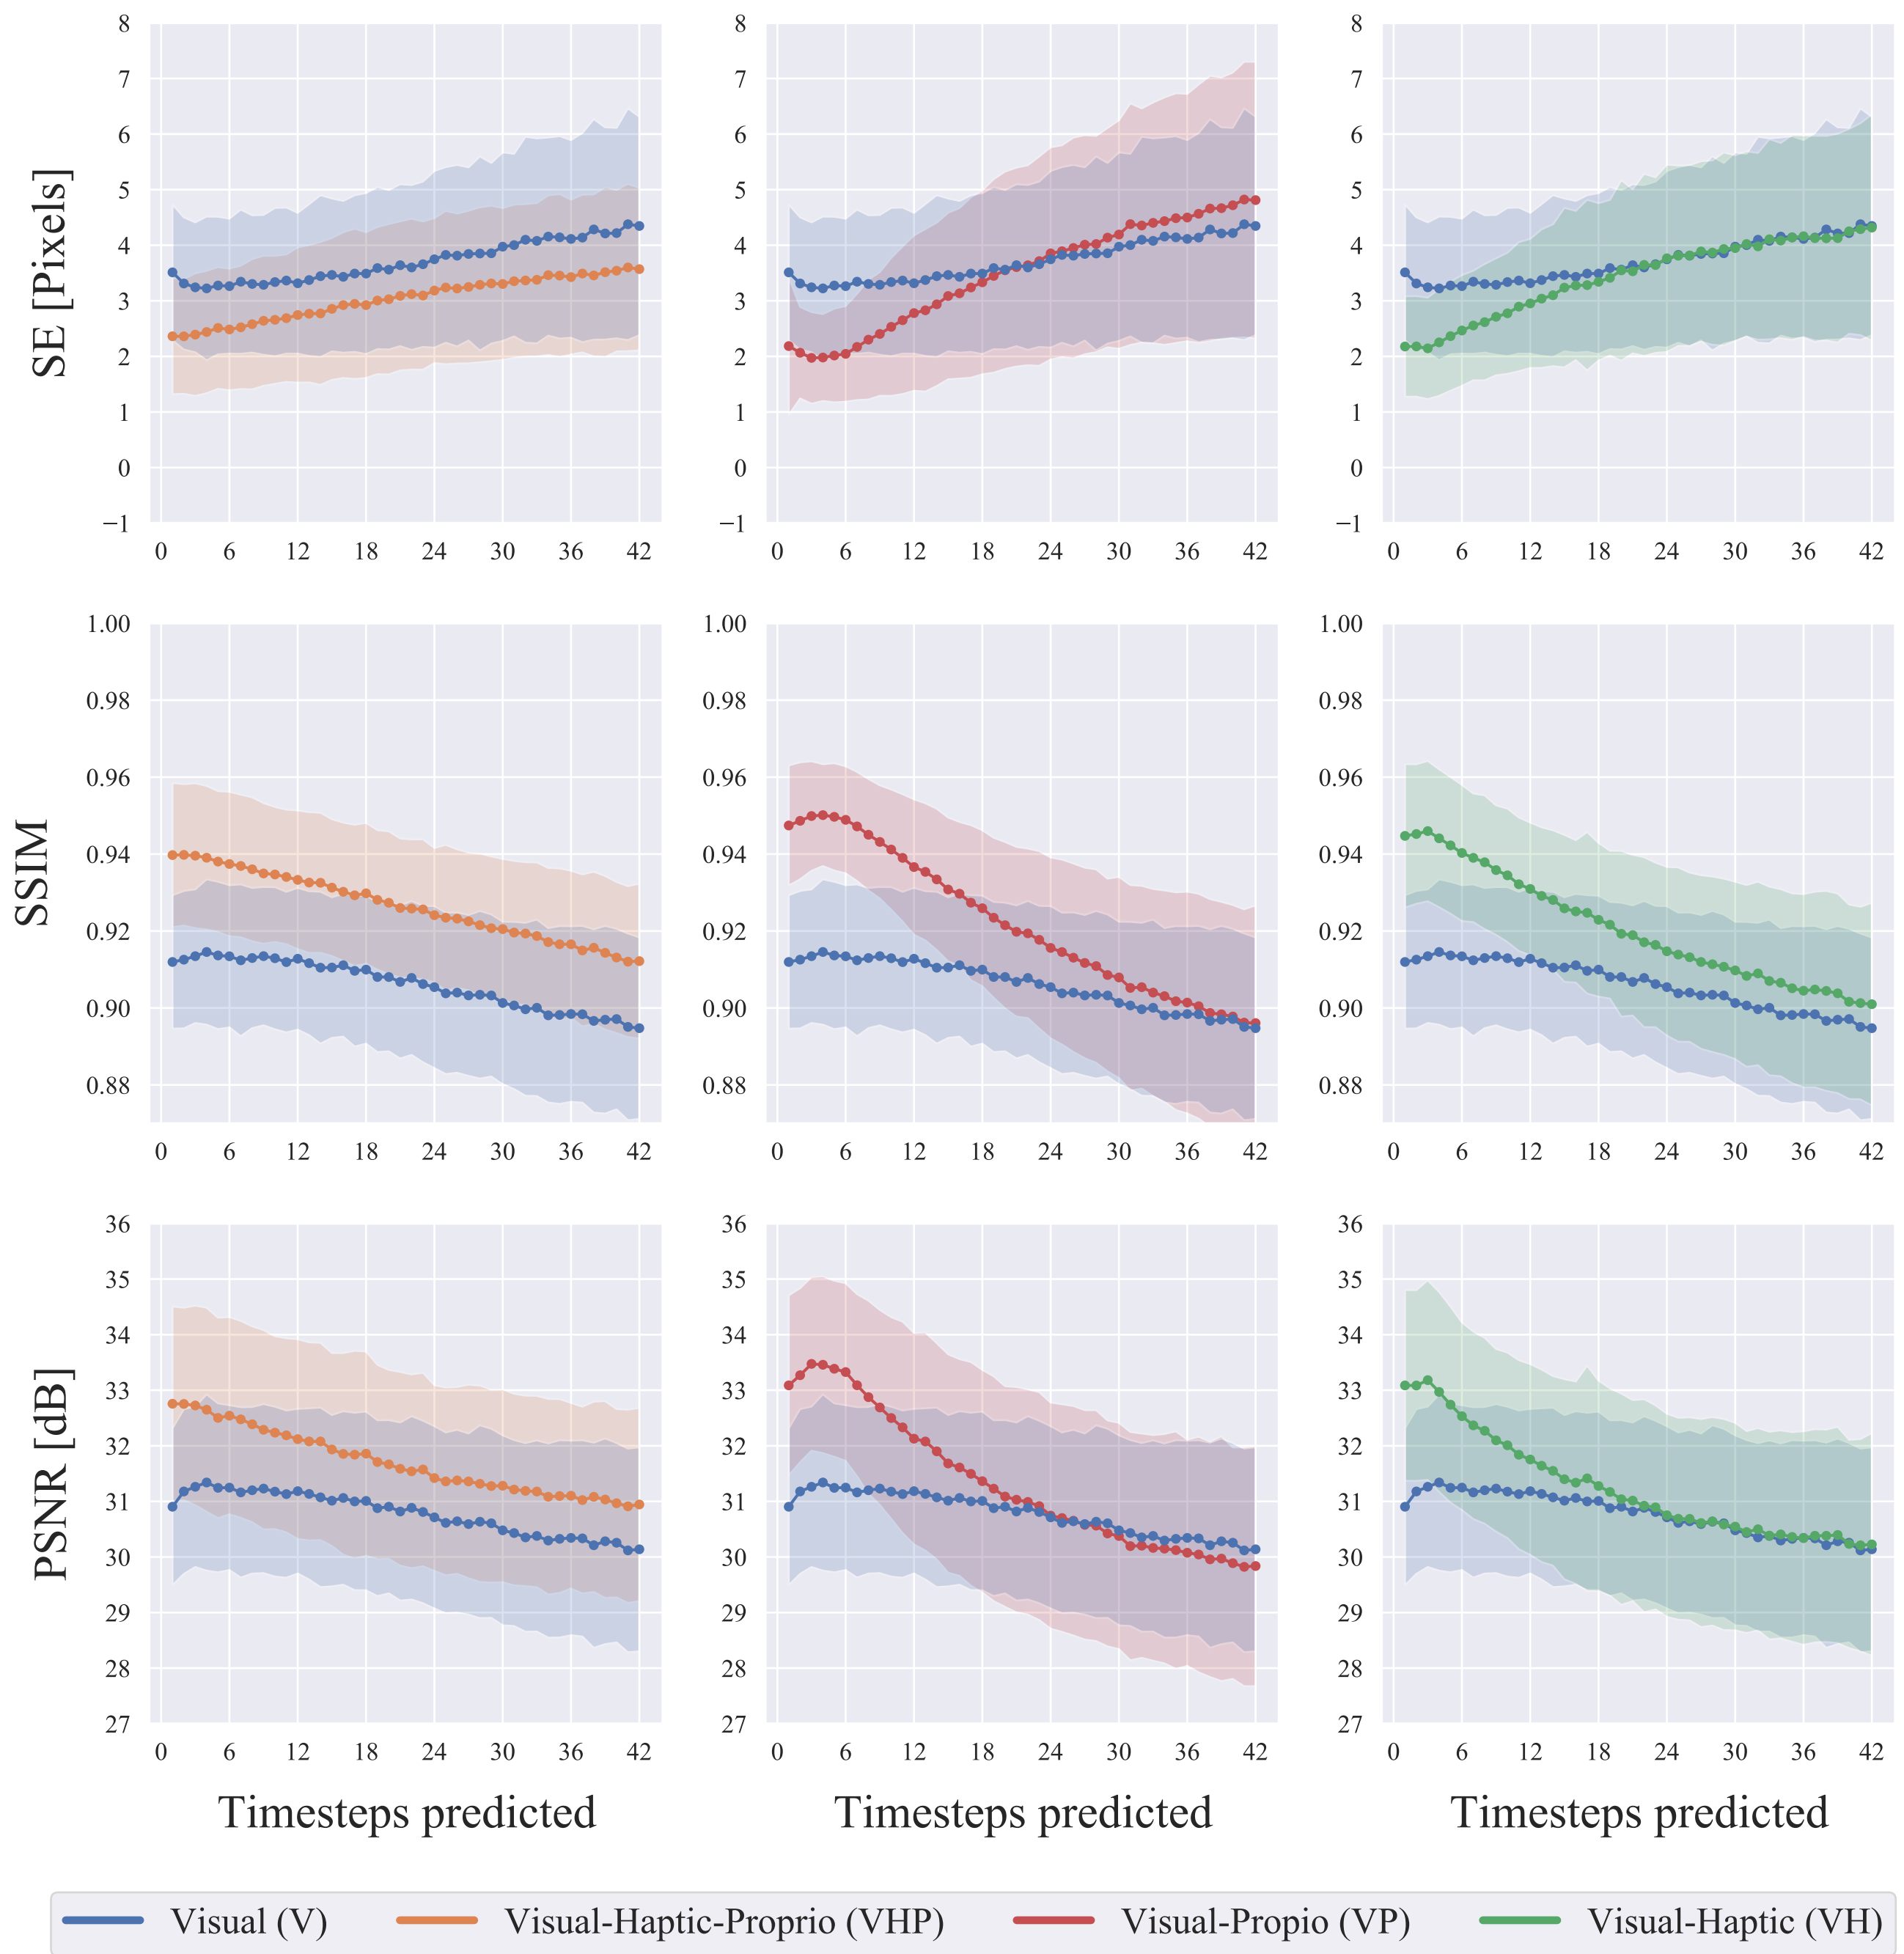 8 8 8
7 7 7
6 6 6
5 5 5
4 4 4
3 3 3
2 2 2
1 1 1
0 0 0
−1 −1 −1
SE [Pixels]
0 6 12 18 24 30 36 42 0 6 12 18 24 30 36 42 0 6 12 18 24 30 36 42
1.00 1.00 1.00
0.98 0.98 0.98
0.96 0.96 0.96
0.94 0.94 0.94
0.92 0.92 0.92
0.90 0.90 0.90
0.88 0.88 0.88
SSIM
0 6 12 18 24 30 36 42 0 6 12 18 24 30 36 42 0 6 12 18 24 30 36 42
36 36 36
35 35 35
34 34 34
33 33 33
32 32 32
31 31 31
30 30 30
29 29 29
28 28 28
27 27 27
PSNR [dB]
0 6 12 18 24 30 36 42 0 6 12 18 24 30 36 42 0 6 12 18 24 30 36 42
Timesteps predicted Timesteps predicted Timesteps predicted
Visual (V) Visual-Haptic-Proprio (VHP) Visual-Propio (VP) Visual-Haptic (VH)